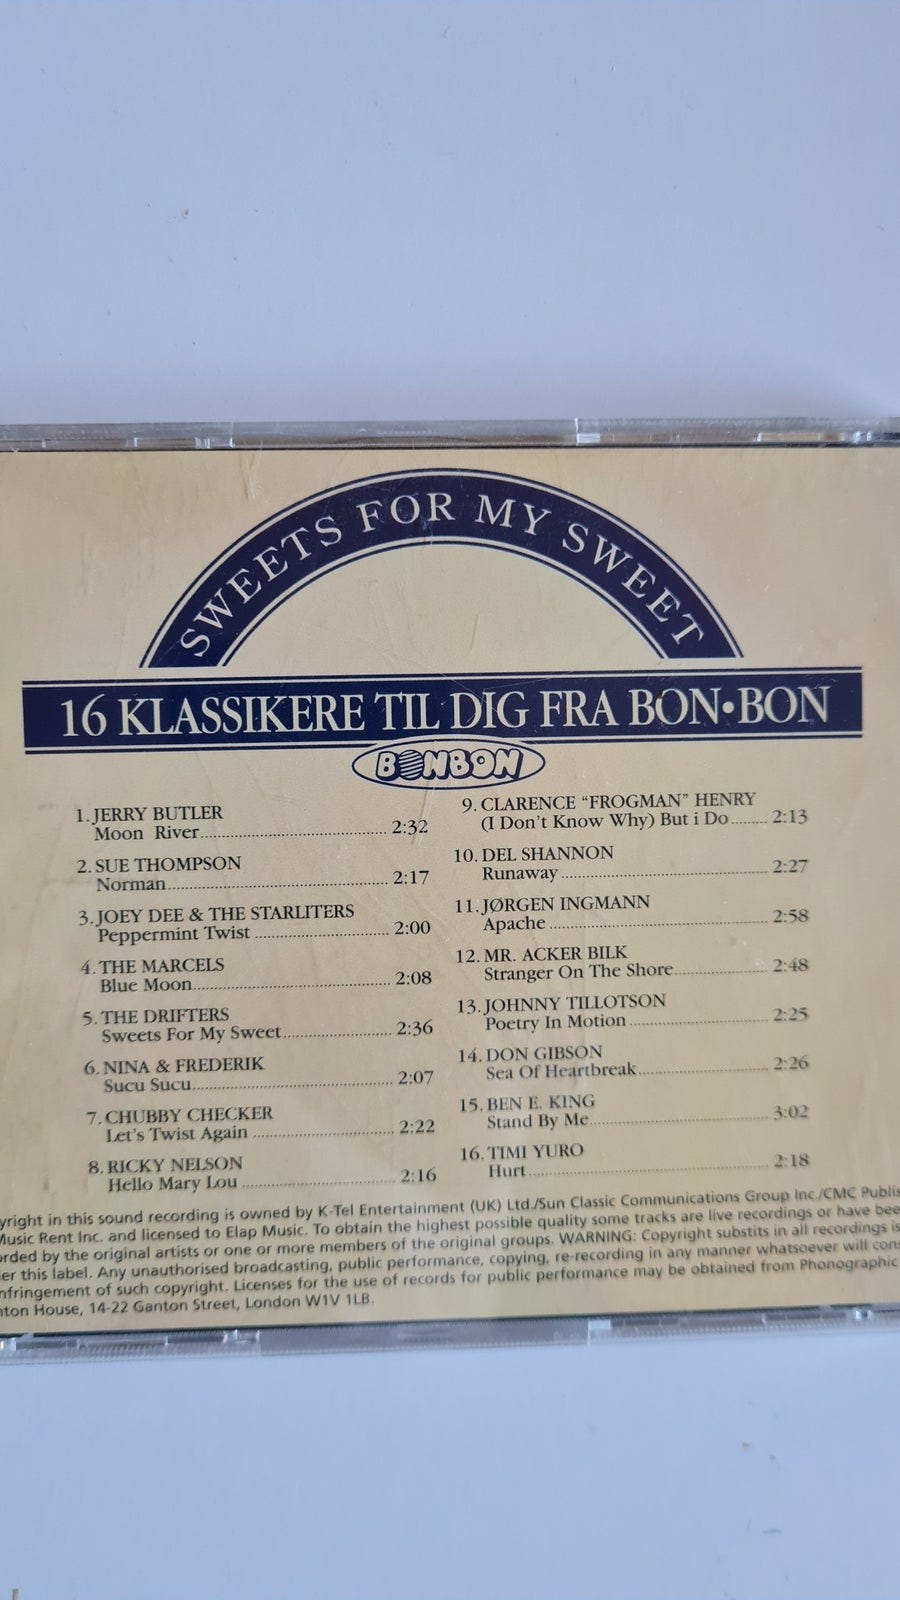 SWEETS FOR MY SWEET
16 KLASSIKERE TIL DIG FRA BON•BON
BONBON
1. JERRY BUTLER
Moon River 2:32
2. SUE THOMPSON
Norman 2:17
3. JOEY DEE & THE STARLITERS
Peppermint Twist 2:00
4. THE MARCELS
Blue Moon 2:08
5. THE DRIFTERS
Sweets For My Sweet 2:36
6. NINA & FREDERIK
Sucu Sucu 2:07
7. CHUBBY CHECKER
Let's Twist Again 2:22
8. RICKY NELSON
Hello Mary Lou 2:16
9. CLARENCE "FROGMAN" HENRY
(I Don't Know Why) But i Do 2:13
10. DEL SHANNON
Runaway 2:27
11. JØRGEN INGMANN
Apache 2:58
12. MR. ACKER BILK
Stranger On The Shore 2:48
13. JOHNNY TILLOTSON
Poetry In Motion 2:25
14. DON GIBSON
Sea Of Heartbreak 2:26
15. BEN E. KING
Stand By Me 3:02
16. TIMI YURO
Hurt 2:18
yright in this sound recording is owned by K-Tel Entertainment (UK) Ltd./Sun Classic Communications Group Inc./CMC Publis
Music Rent Inc. and licensed to Elap Music. To obtain the highest possible quality some tracks are live recordings or have bee
orded by the original artists or one or more members of the original groups. WARNING: Copyright substits in all recordings is
er this label. Any unauthorised broadcasting, public performance, copying, re-recording in any manner whatsoever will cons
nfringement of such copyright. Licenses for the use of records for public performance may be obtained from Phonographic
nton House, 14-22 Ganton Street, London W1V 1LB.